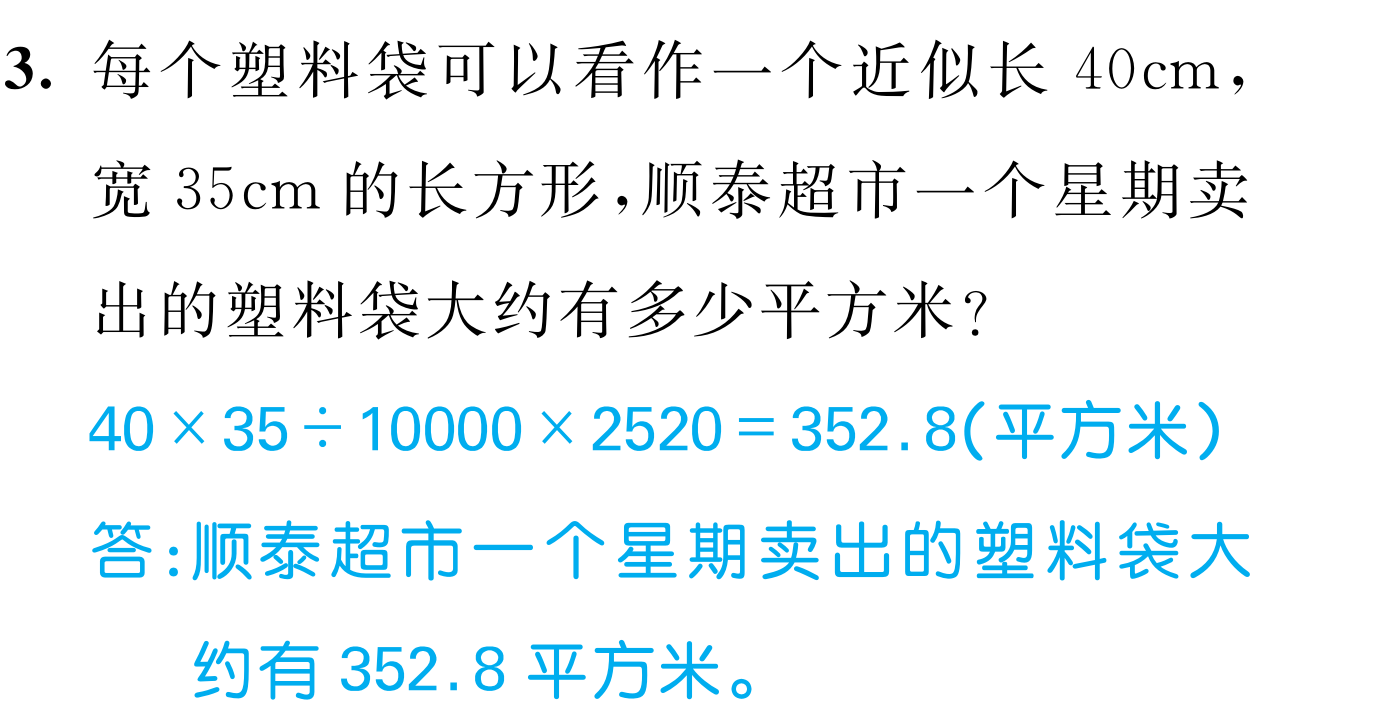 3. 每个塑料袋可以看作一个近似长 40cm，
宽 35cm 的长方形，顺泰超市一个星期卖
出的塑料袋大约有多少平方米？
40×35÷10000×2520=352.8(平方米)
答：顺泰超市一个星期卖出的塑料袋大
约有 352.8 平方米。